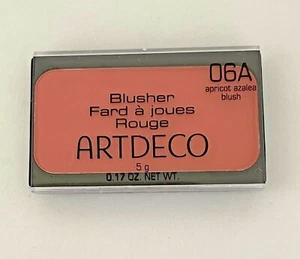 06A
apricot azalea
blush
Blusher
Fard à joues
Rouge
ARTDECO
5 g
0.17 OZ. NET WT.